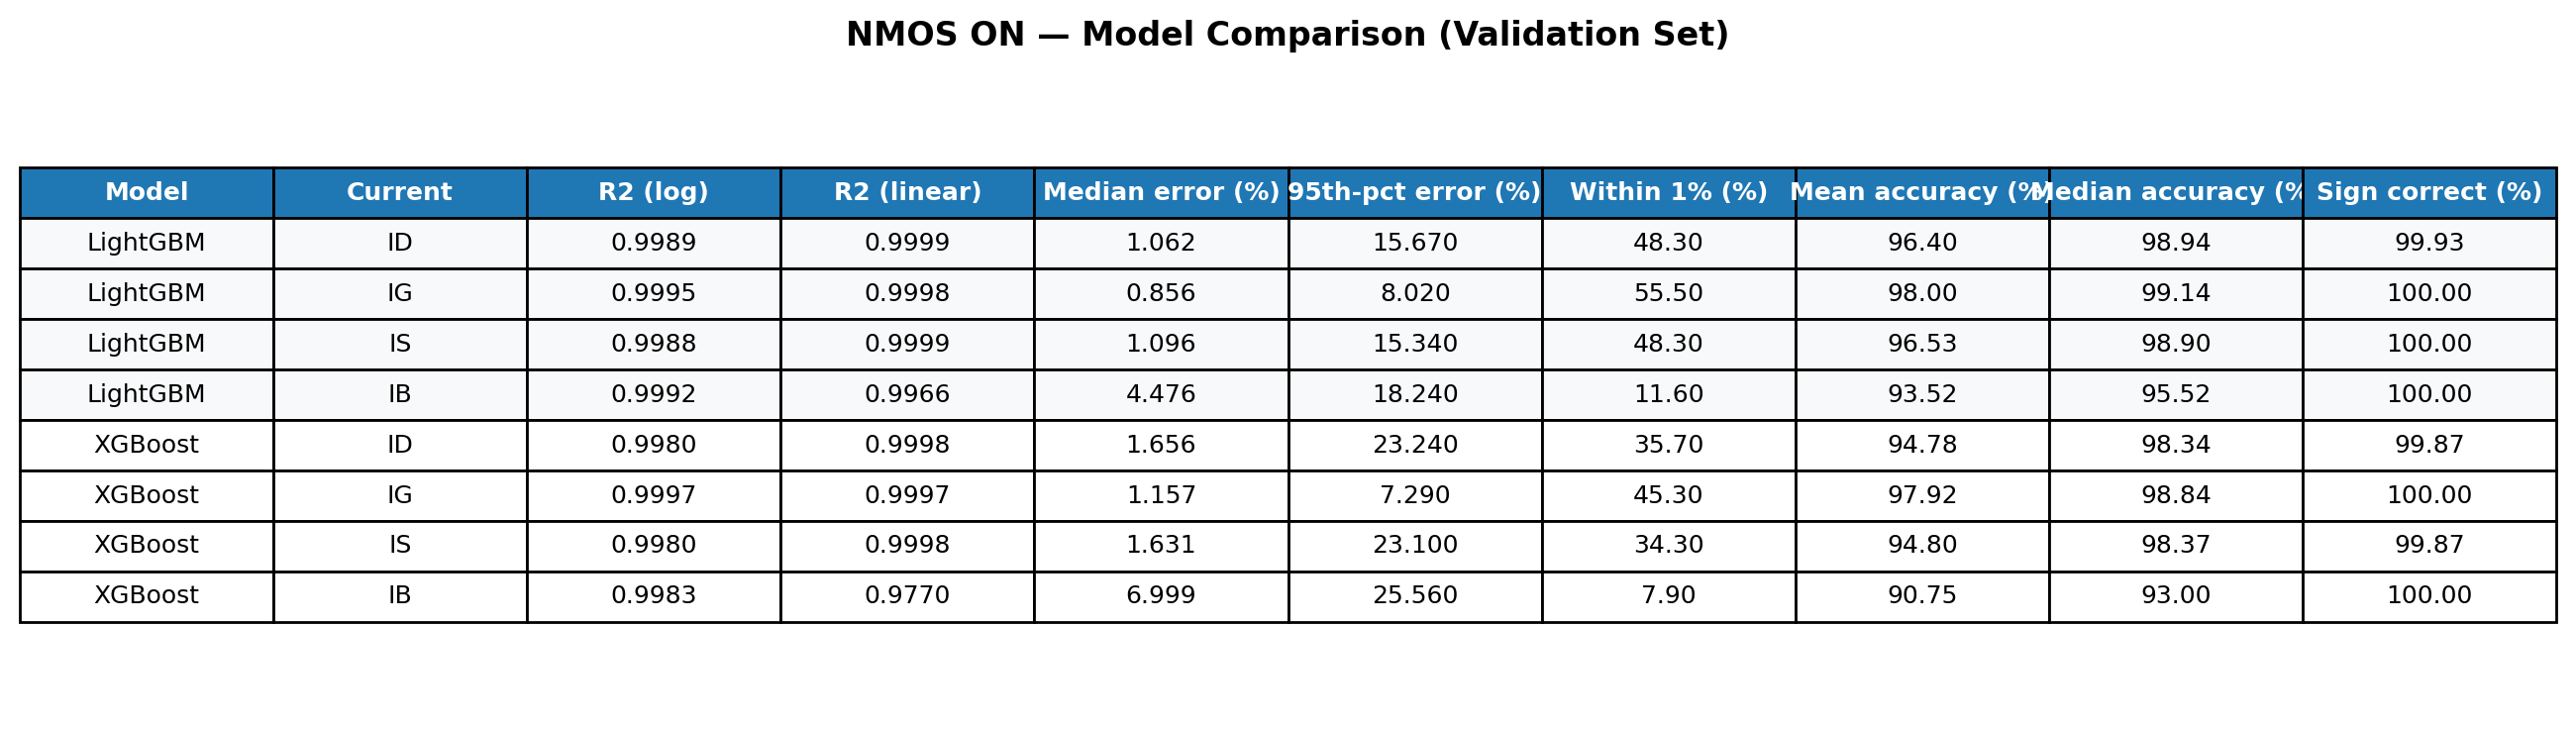 NMOS ON — Model Comparison (Validation Set)
Model Current R2 (log) R2 (linear) Median error (%) 95th-pct error (%) Within 1% (%) Mean accuracy (%) Median accuracy (% Sign correct (%)
LightGBM ID 0.9989 0.9999 1.062 15.670 48.30 96.40 98.94 99.93
LightGBM IG 0.9995 0.9998 0.856 8.020 55.50 98.00 99.14 100.00
LightGBM IS 0.9988 0.9999 1.096 15.340 48.30 96.53 98.90 100.00
LightGBM IB 0.9992 0.9966 4.476 18.240 11.60 93.52 95.52 100.00
XGBoost ID 0.9980 0.9998 1.656 23.240 35.70 94.78 98.34 99.87
XGBoost IG 0.9997 0.9997 1.157 7.290 45.30 97.92 98.84 100.00
XGBoost IS 0.9980 0.9998 1.631 23.100 34.30 94.80 98.37 99.87
XGBoost IB 0.9983 0.9770 6.999 25.560 7.90 90.75 93.00 100.00